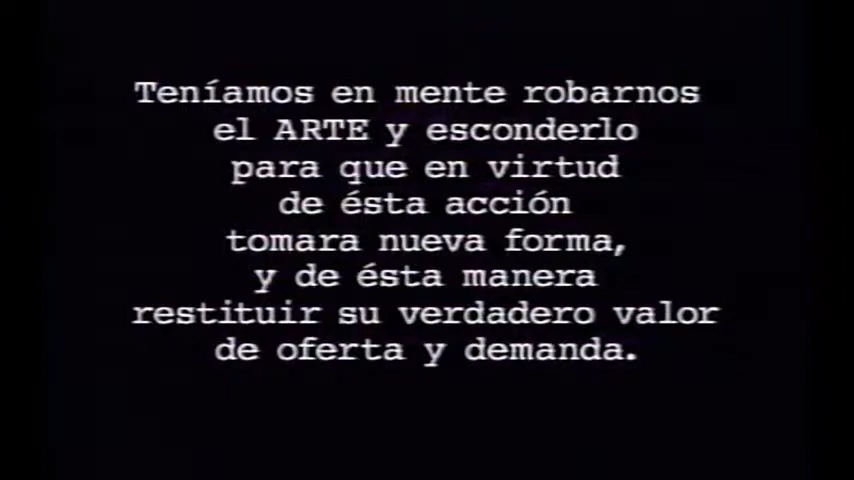 Teníamos en mente robarnos
el ARTE y esconderlo
para que en virtud
de ésta acción
tomara nueva forma,
y de ésta manera
restituir su verdadero valor
de oferta y demanda.